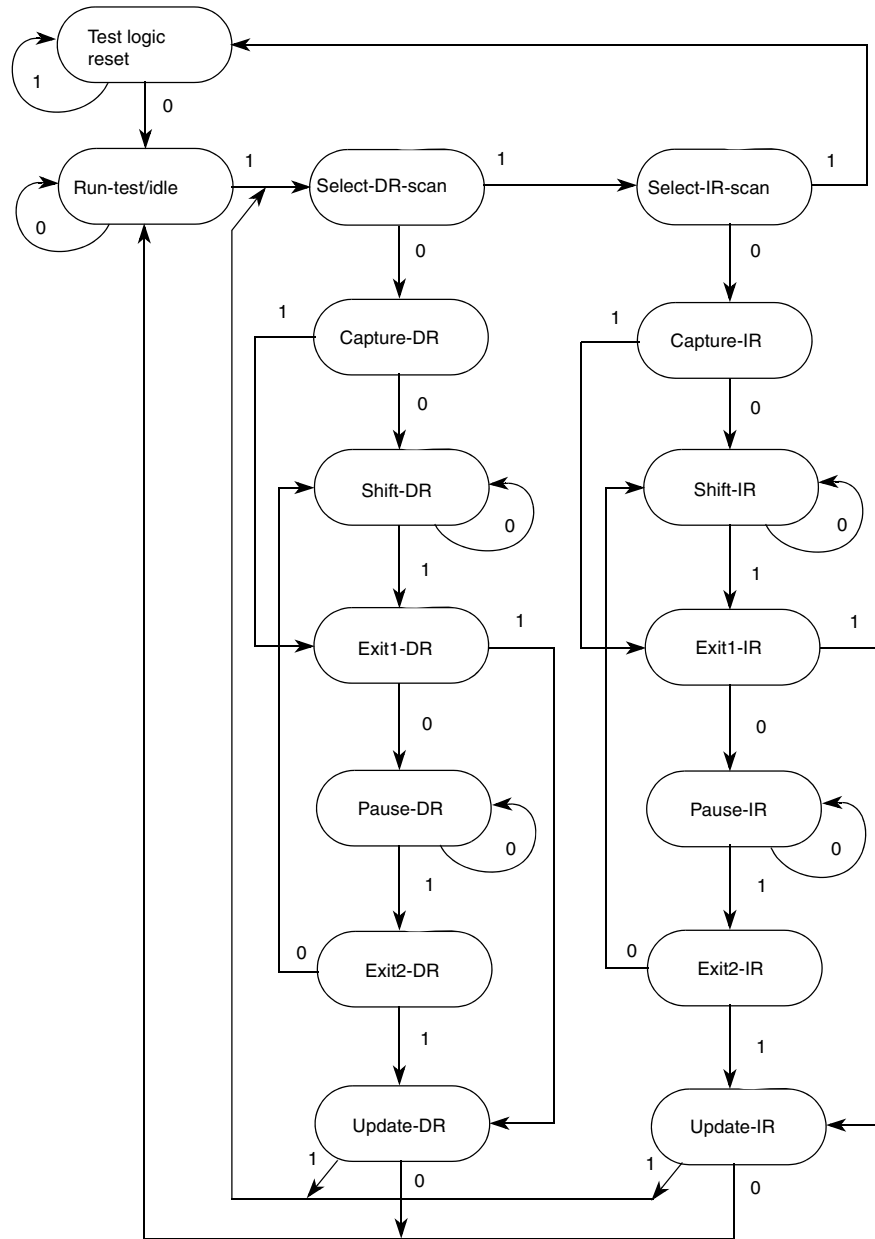 Test logic
reset
1
0
Run-test/idle
1
Select-DR-scan
1
Select-IR-scan
1
0
0
0
1
Capture-DR
1
Capture-IR
0
0
Shift-DR
0
Shift-IR
0
1
1
Exit1-DR
1
Exit1-IR
1
0
0
Pause-DR
0
Pause-IR
0
1
1
0
Exit2-DR
0
Exit2-IR
1
1
Update-DR
Update-IR
1
0
1
0